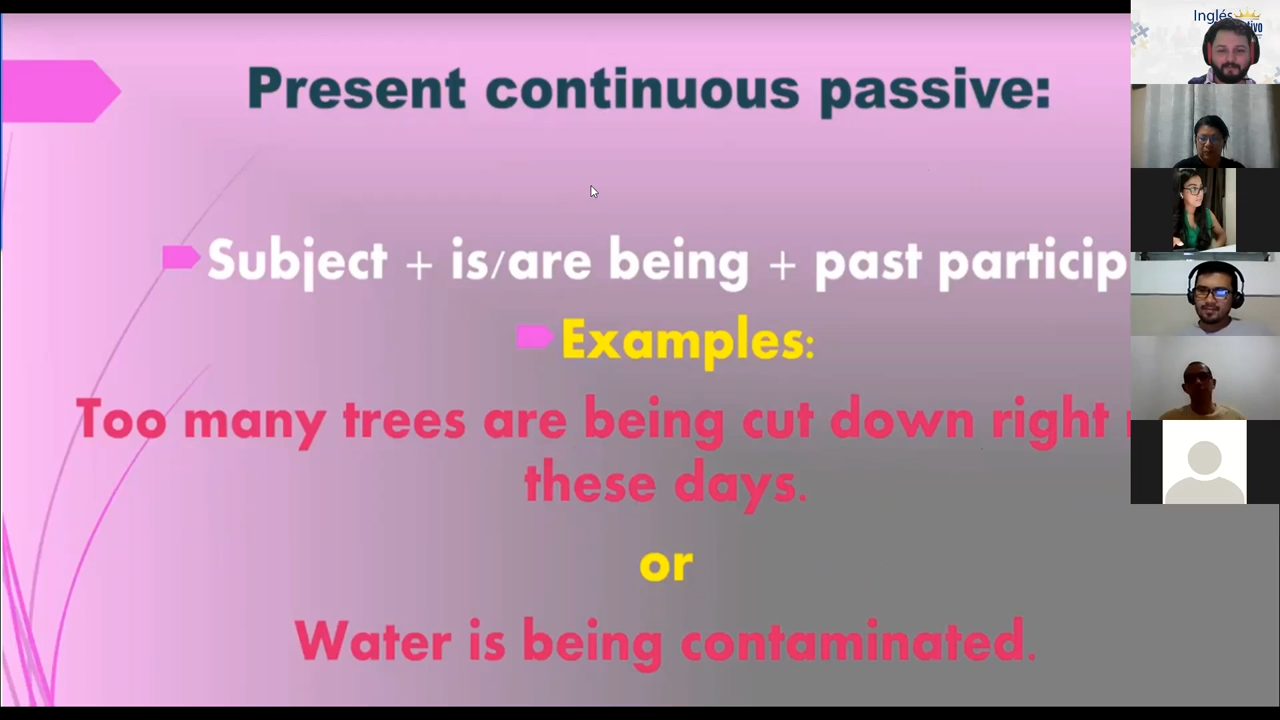 Present continuous passive:
Subject + is/are being + past particip
Examples:
Too many trees are being cut down right
these days.
or
Water is being contaminated.
Inglés